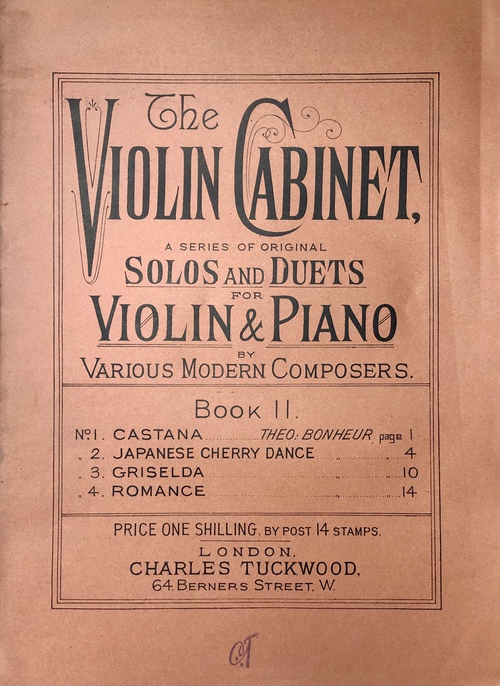 The
VIOLIN CABINET,
A SERIES OF ORIGINAL
SOLOS AND DUETS
FOR
VIOLIN & PIANO
BY
VARIOUS MODERN COMPOSERS.
BOOK II.
No 1. CASTANA THEO: BONHEUR page 1
„ 2. JAPANESE CHERRY DANCE „ „ 4
„ 3. GRISELDA „ „ 10
„ 4. ROMANCE „ „ 14
PRICE ONE SHILLING, BY POST 14 STAMPS.
LONDON,
CHARLES TUCKWOOD,
64, BERNERS STREET, W.
CT